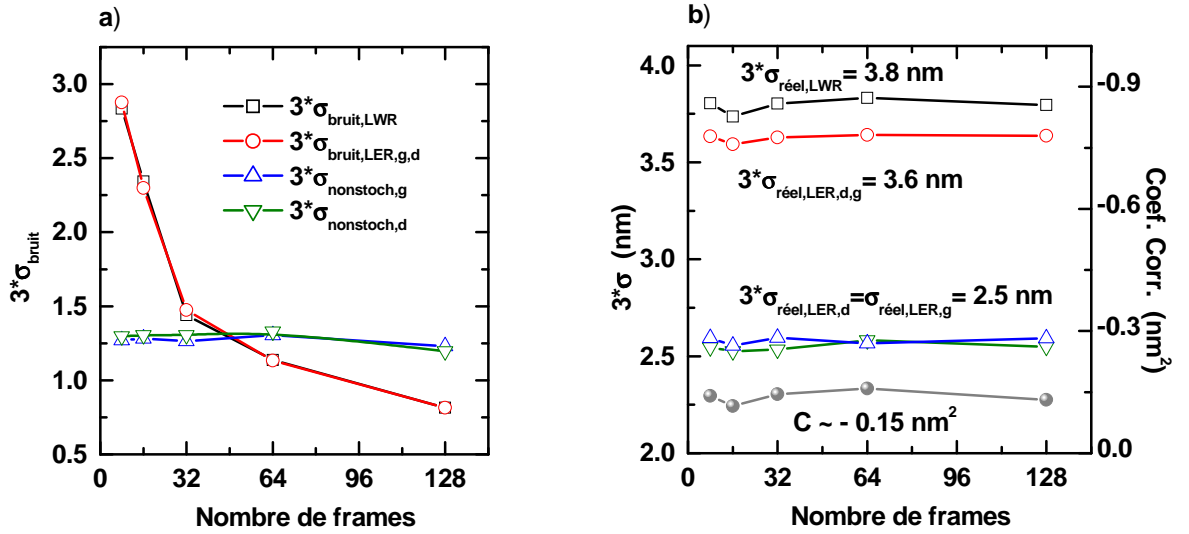 a)
3.0
2.5
2.0
1.5
1.0
0.5
0
32
64
96
128
3*σbruit
Nombre de frames
3*σbruit,LWR
3*σbruit,LER,g,d
3*σnonstoch,g
3*σnonstoch,d
b)
4.0
3.5
3.0
2.5
2.0
0
32
64
96
128
3*σ (nm)
Nombre de frames
3*σréel,LWR= 3.8 nm
3*σréel,LER,d,g= 3.6 nm
3*σréel,LER,d=σréel,LER,g= 2.5 nm
C ~ - 0.15 nm²
-0.9
-0.6
-0.3
0.0
Coef. Corr. (nm²)